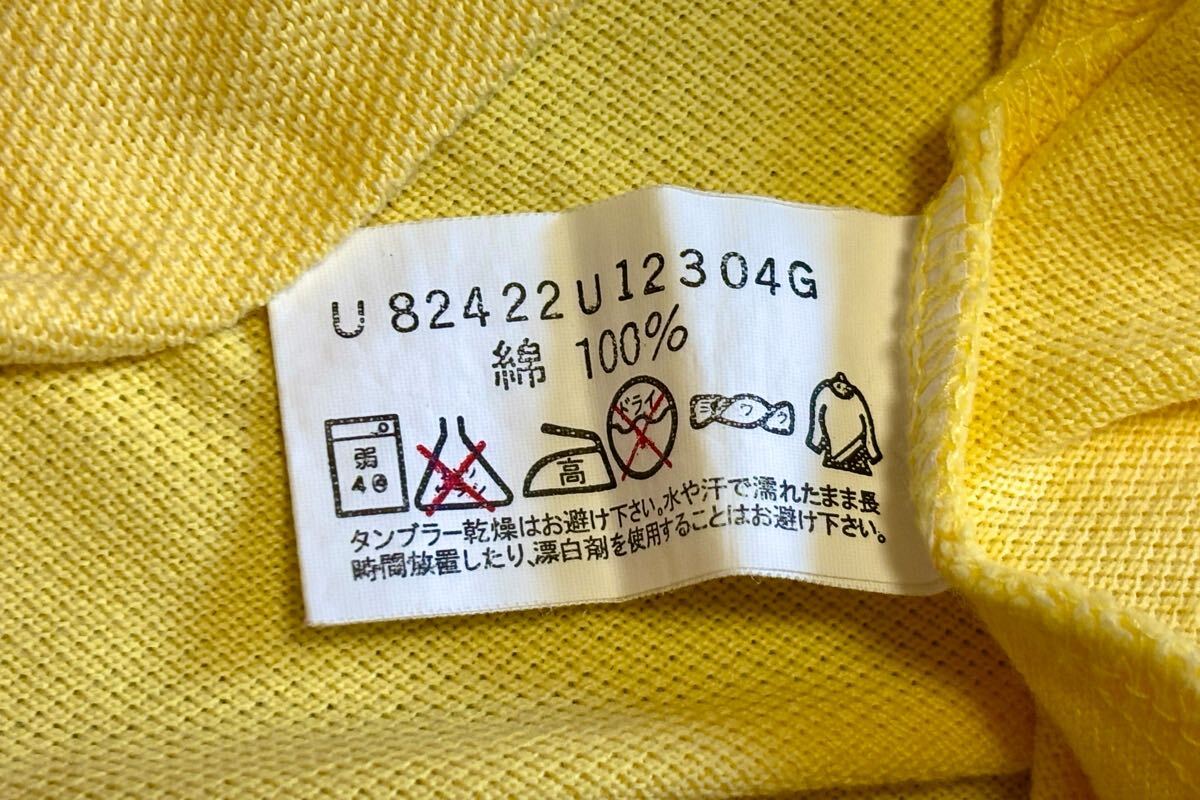 U 82422U12304G
綿 100%
弱
40
高
ドライ
タンブラー乾燥はお避け下さい。水や汗で濡れたまま長
時間放置したり、漂白剤を使用することはお避け下さい。